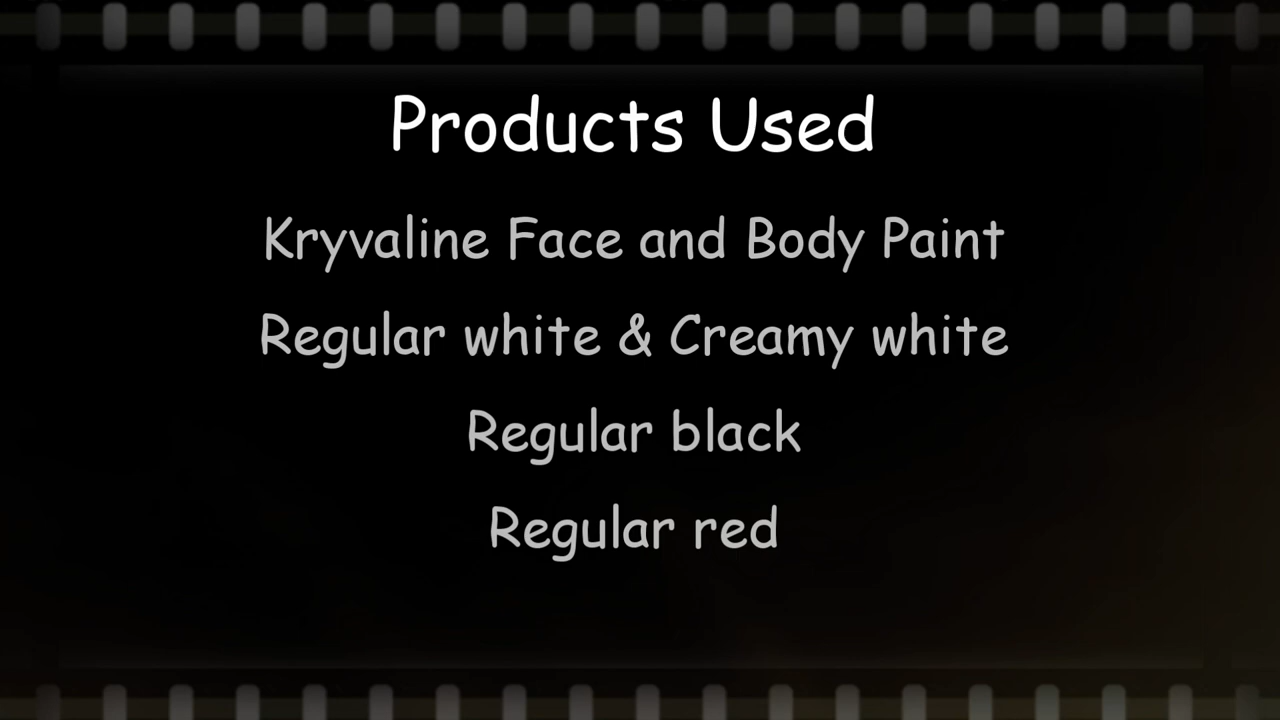 Products Used
Kryvaline Face and Body Paint
Regular white & Creamy white
Regular black
Regular red